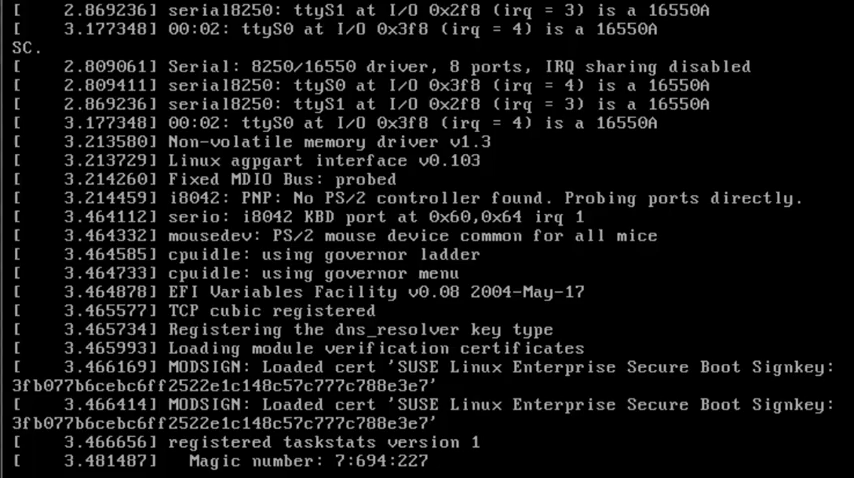 [    2.869236] serial8250: ttyS1 at I/O 0x2f8 (irq = 3) is a 16550A
[    3.177348] 00:02: ttyS0 at I/O 0x3f8 (irq = 4) is a 16550A
SC.
[    2.809061] Serial: 8250/16550 driver, 8 ports, IRQ sharing disabled
[    2.809411] serial8250: ttyS0 at I/O 0x3f8 (irq = 4) is a 16550A
[    2.869236] serial8250: ttyS1 at I/O 0x2f8 (irq = 3) is a 16550A
[    3.177348] 00:02: ttyS0 at I/O 0x3f8 (irq = 4) is a 16550A
[    3.213580] Non-volatile memory driver v1.3
[    3.213729] Linux agpgart interface v0.103
[    3.214260] Fixed MDIO Bus: probed
[    3.214459] i8042: PNP: No PS/2 controller found. Probing ports directly.
[    3.464112] serio: i8042 KBD port at 0x60,0x64 irq 1
[    3.464332] mousedev: PS/2 mouse device common for all mice
[    3.464585] cpuidle: using governor ladder
[    3.464733] cpuidle: using governor menu
[    3.464878] EFI Variables Facility v0.08 2004-May-17
[    3.465577] TCP cubic registered
[    3.465734] Registering the dns_resolver key type
[    3.465993] Loading module verification certificates
[    3.466169] MODSIGN: Loaded cert 'SUSE Linux Enterprise Secure Boot Signkey:
3fb077b6cebc6ff2522e1c148c57c777c788e3e7'
[    3.466414] MODSIGN: Loaded cert 'SUSE Linux Enterprise Secure Boot Signkey:
3fb077b6cebc6ff2522e1c148c57c777c788e3e7'
[    3.466656] registered taskstats version 1
[    3.481487]   Magic number: 7:694:227